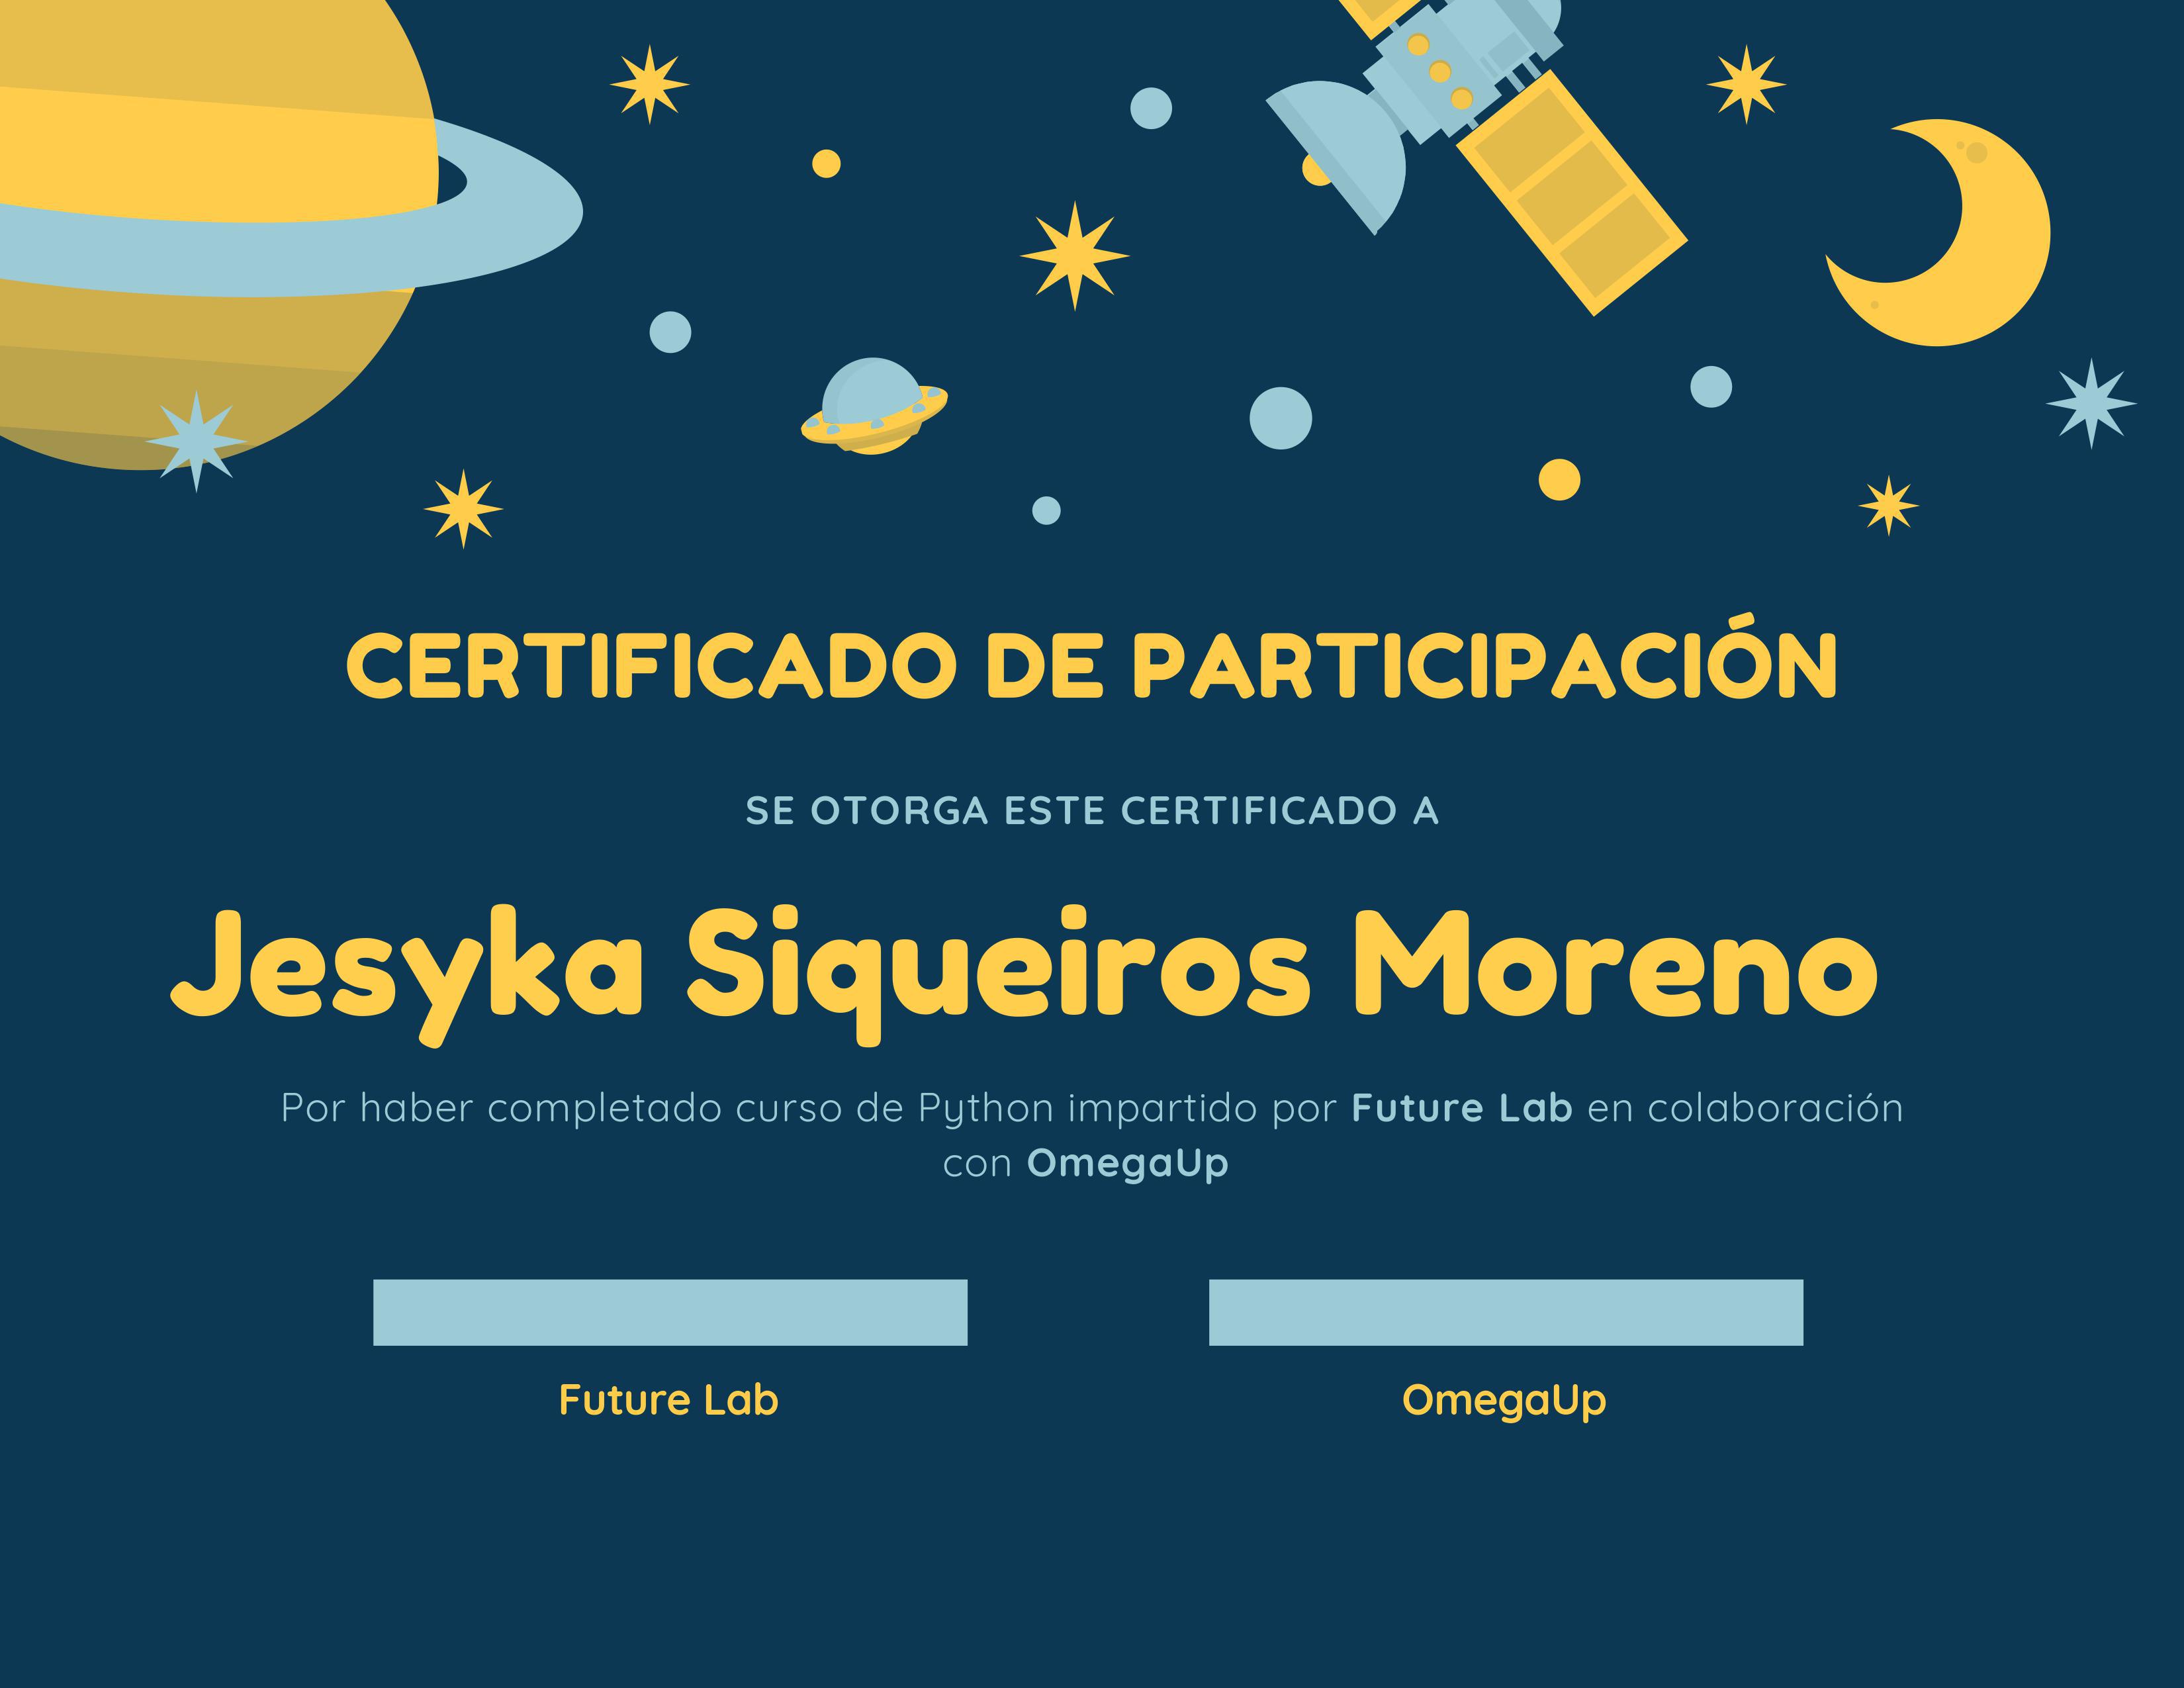 CERTIFICADO DE PARTICIPACIÓN
SE OTORGA ESTE CERTIFICADO A
Jesyka Siqueiros Moreno
Por haber completado curso de Python impartido por Future Lab en colaboración
con OmegaUp
Future Lab
OmegaUp